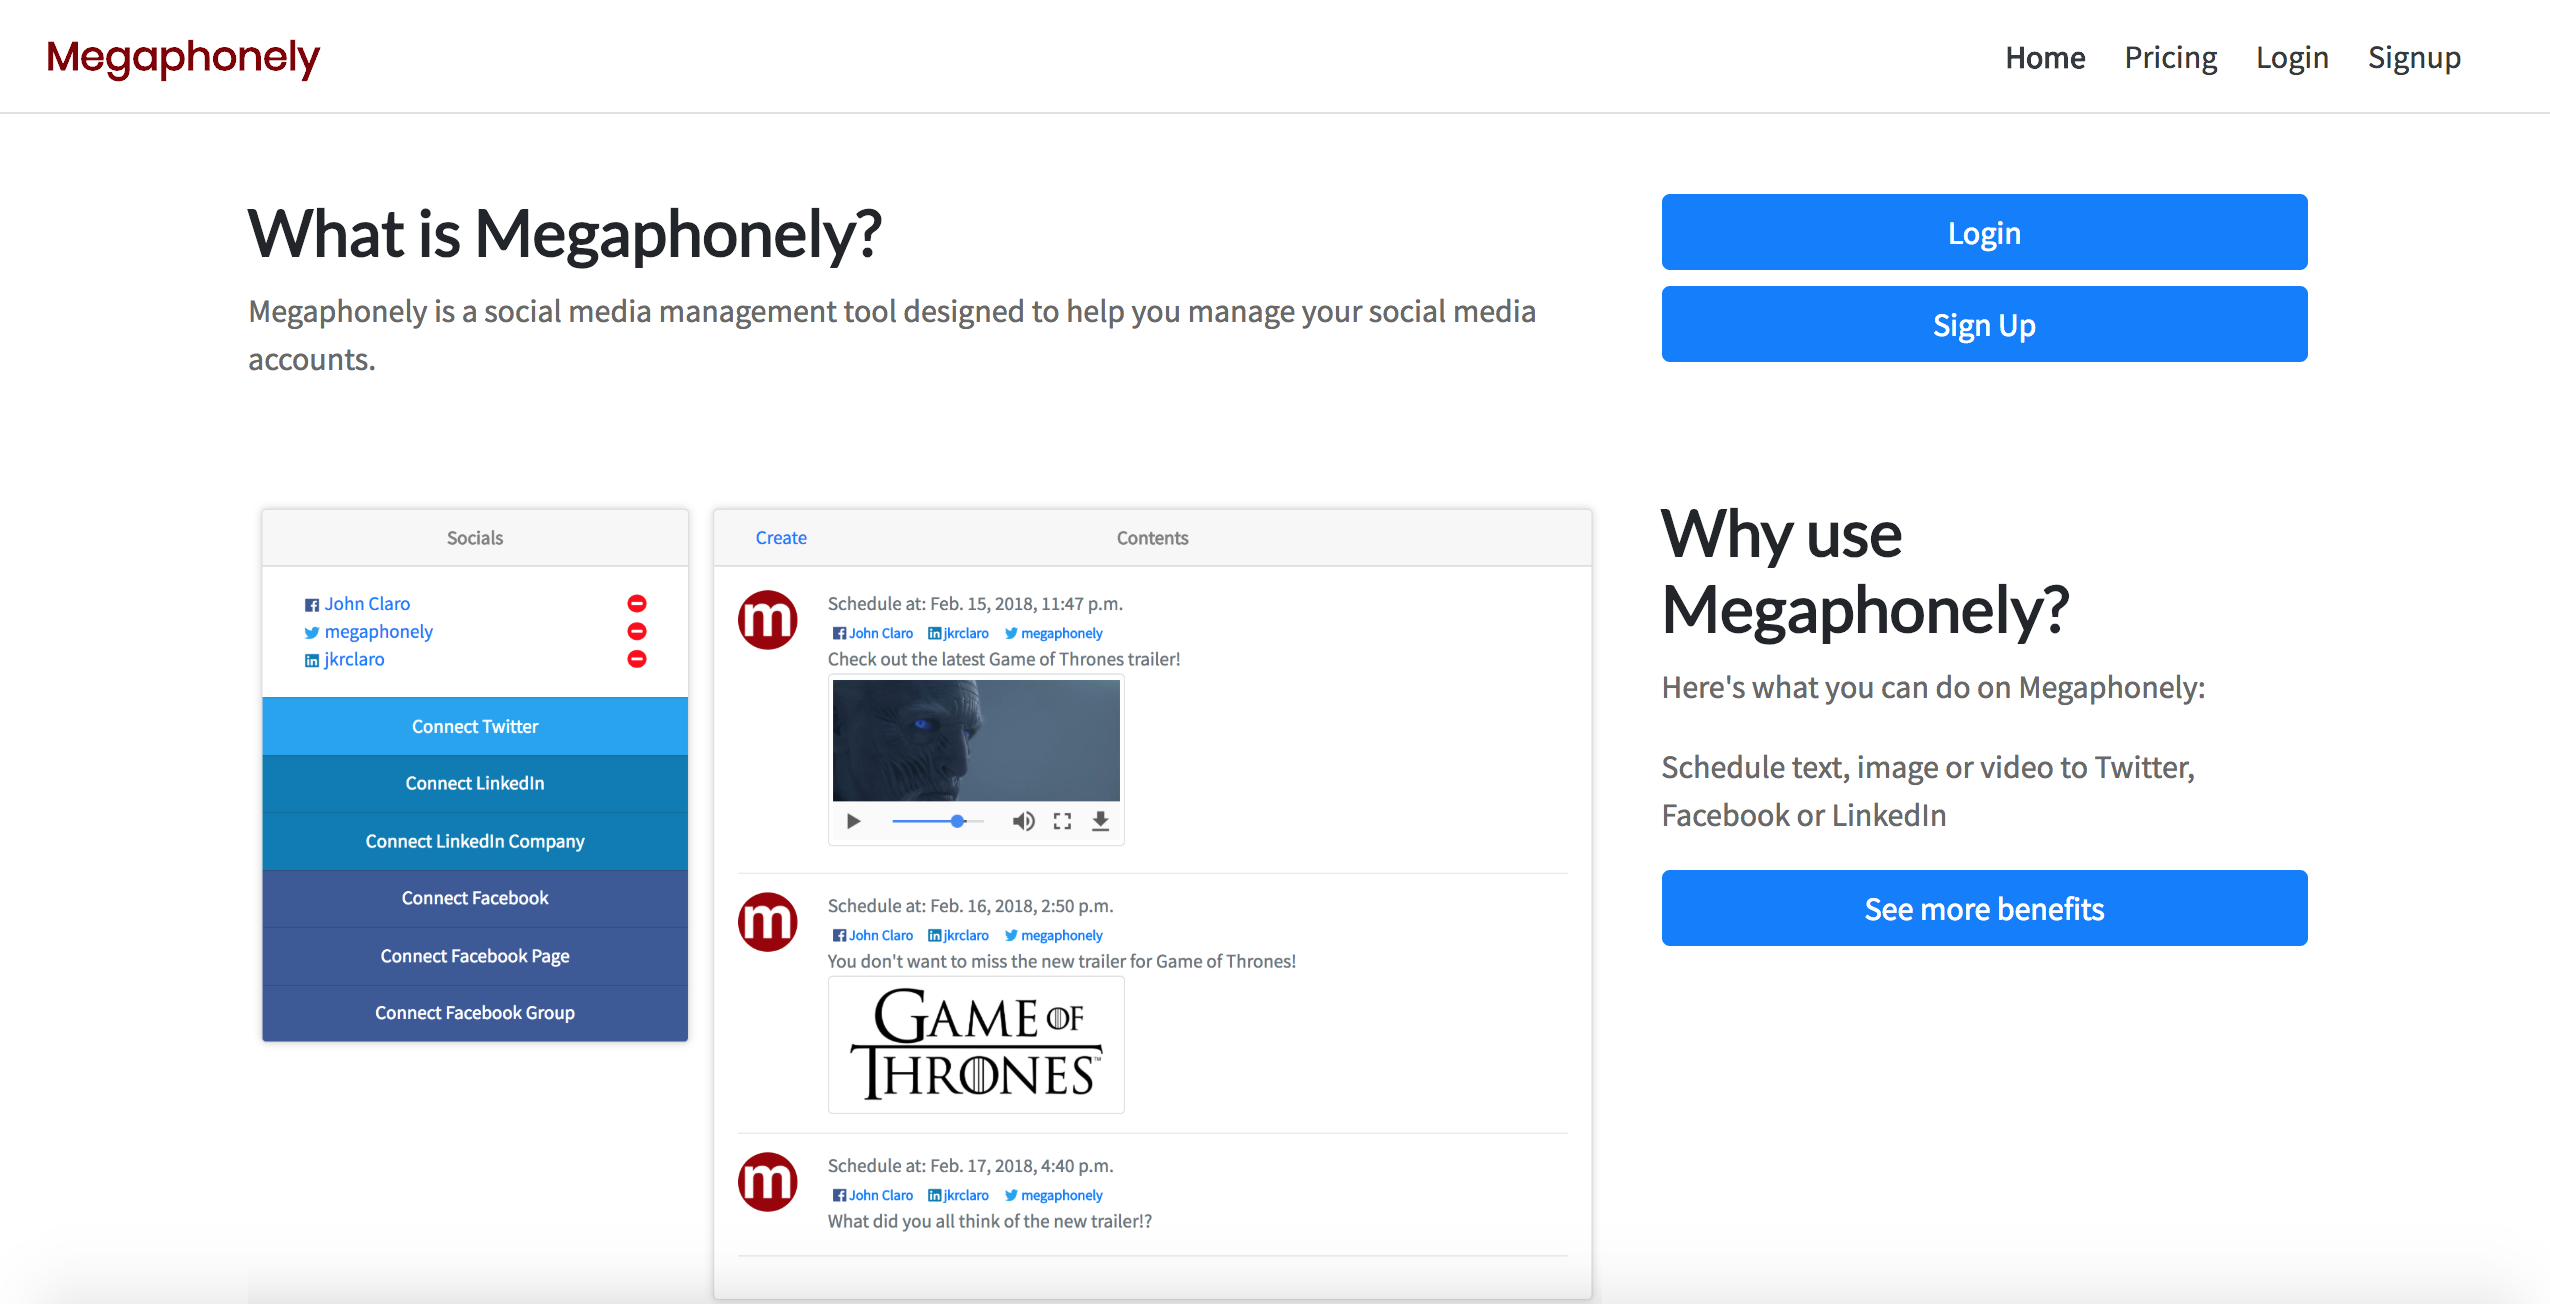 Megaphonely
Home Pricing Login Signup
What is Megaphonely?
Megaphonely is a social media management tool designed to help you manage your social media
accounts.
Login
Sign Up
Socials
John Claro
megaphonely
jkrclaro
Connect Twitter
Connect LinkedIn
Connect LinkedIn Company
Connect Facebook
Connect Facebook Page
Connect Facebook Group
Create Contents
m
Schedule at: Feb. 15, 2018, 11:47 p.m.
John Claro jkrclaro megaphonely
Check out the latest Game of Thrones trailer!
m
Schedule at: Feb. 16, 2018, 2:50 p.m.
John Claro jkrclaro megaphonely
You don't want to miss the new trailer for Game of Thrones!
GAME OF
THRONES™
m
Schedule at: Feb. 17, 2018, 4:40 p.m.
John Claro jkrclaro megaphonely
What did you all think of the new trailer!?
Why use
Megaphonely?
Here's what you can do on Megaphonely:
Schedule text, image or video to Twitter,
Facebook or LinkedIn
See more benefits